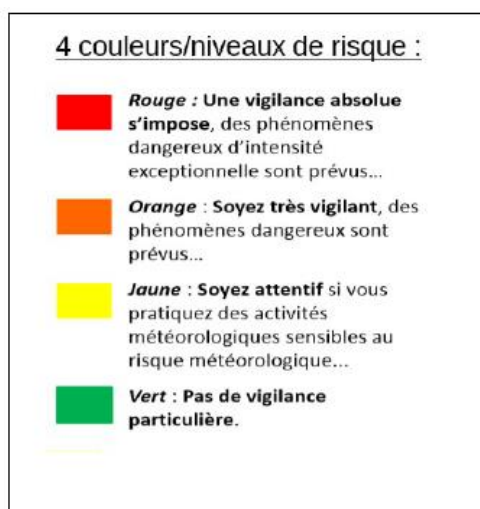 4 couleurs/niveaux de risque :
Rouge : Une vigilance absolue
s'impose, des phénomènes
dangereux d'intensité
exceptionnelle sont prévus...
Orange : Soyez très vigilant, des
phénomènes dangereux sont
prévus...
Jaune : Soyez attentif si vous
pratiquez des activités
météorologiques sensibles au
risque météorologique...
Vert : Pas de vigilance
particulière.